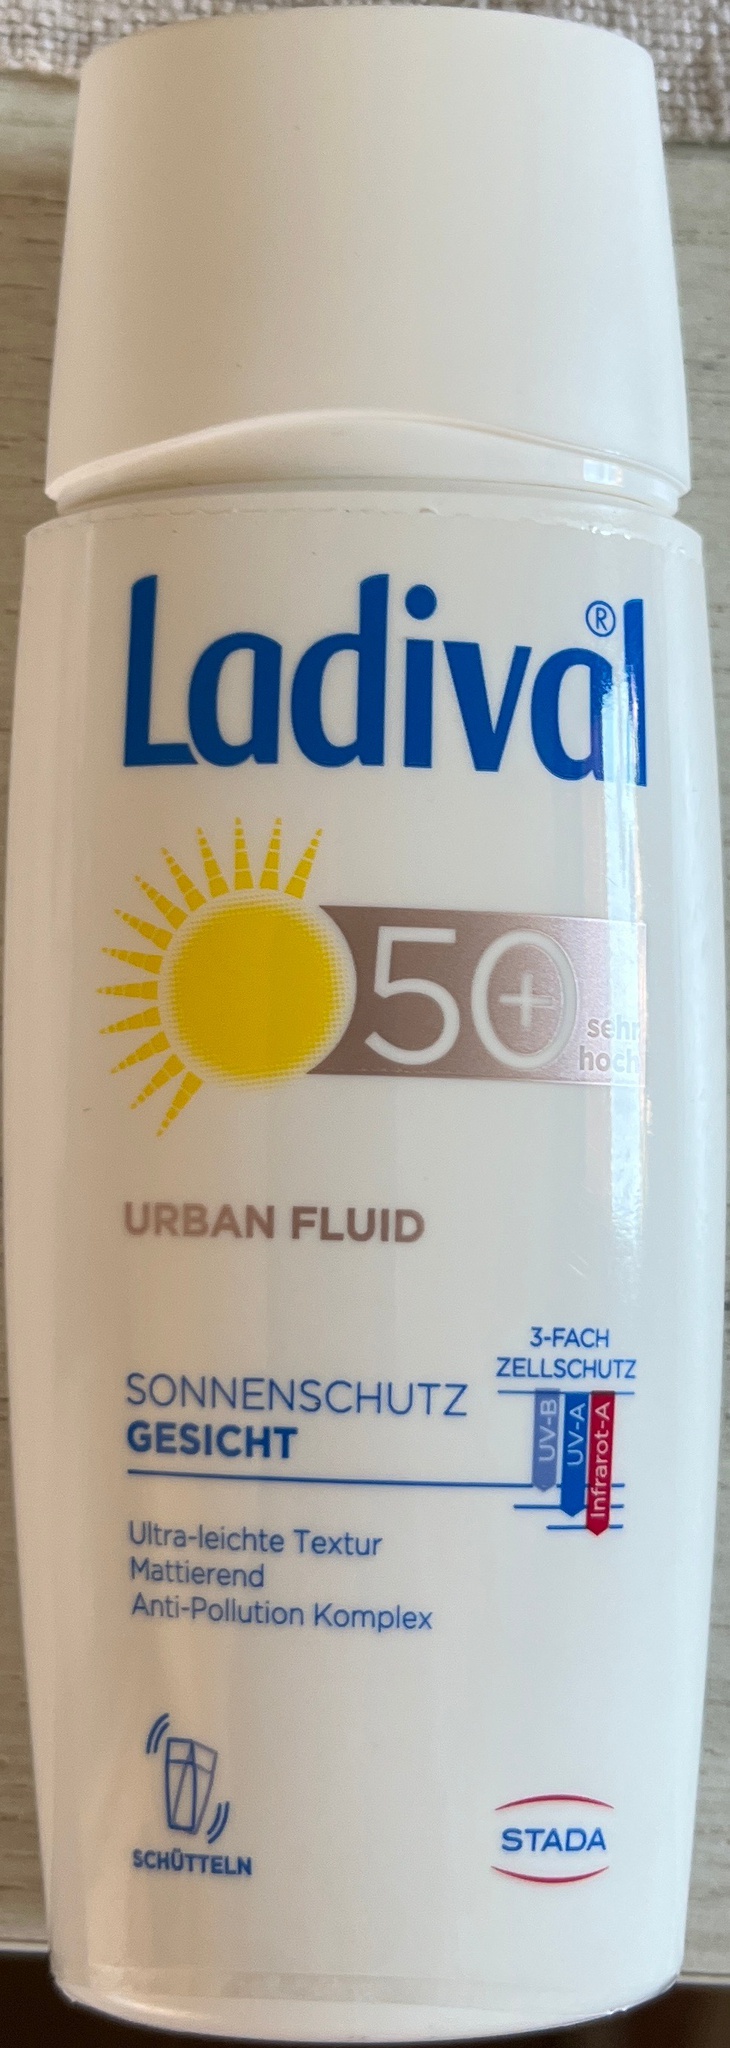 Ladival®
50+
sehr
hoch
URBAN FLUID
3-FACH
ZELLSCHUTZ
UV-B
UV-A
Infrarot-A
SONNENSCHUTZ
GESICHT
Ultra-leichte Textur
Mattierend
Anti-Pollution Komplex
SCHÜTTELN
STADA